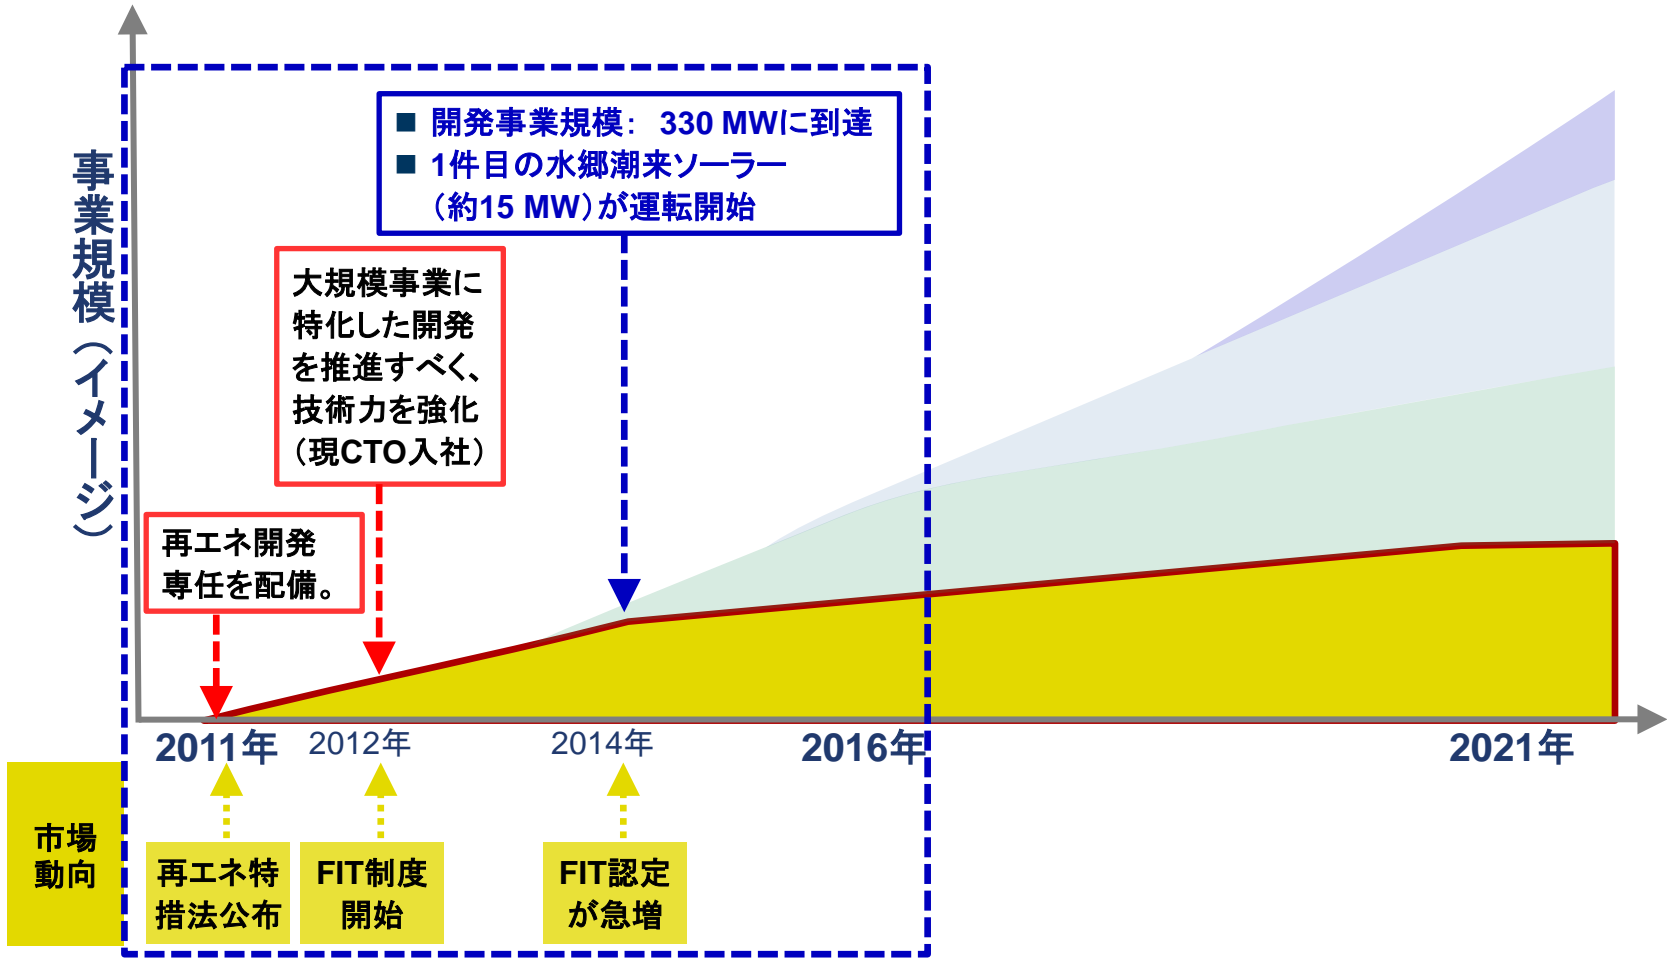 事業規模（イメージ）
■ 開発事業規模： 330 MWに到達
■ 1件目の水郷潮来ソーラー
（約15 MW）が運転開始
大規模事業に
特化した開発
を推進すべく、
技術力を強化
（現CTO入社）
再エネ開発
専任を配備。
2011年
2012年
2014年
2016年
2021年
市場
動向
再エネ特
措法公布
FIT制度
開始
FIT認定
が急増